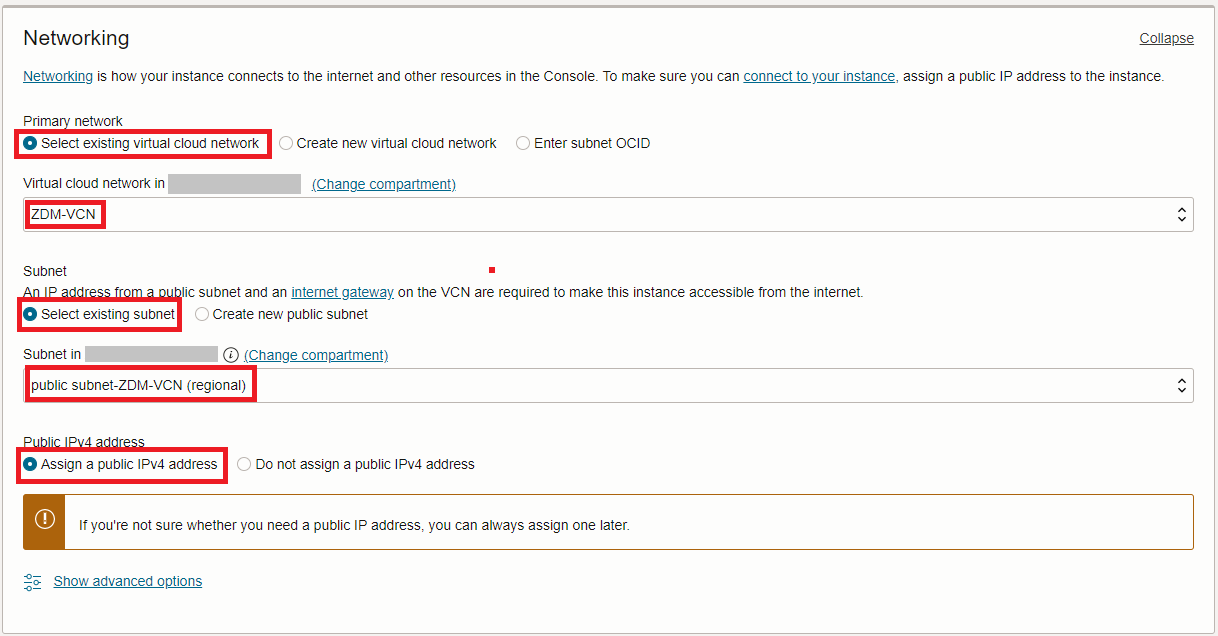 Networking
Collapse
Networking is how your instance connects to the internet and other resources in the Console. To make sure you can connect to your instance, assign a public IP address to the instance.
Primary network
Select existing virtual cloud network Create new virtual cloud network Enter subnet OCID
Virtual cloud network in (Change compartment)
ZDM-VCN
Subnet
An IP address from a public subnet and an internet gateway on the VCN are required to make this instance accessible from the internet.
Select existing subnet Create new public subnet
Subnet in (Change compartment)
public subnet-ZDM-VCN (regional)
Public IPv4 address
Assign a public IPv4 address Do not assign a public IPv4 address
If you're not sure whether you need a public IP address, you can always assign one later.
Show advanced options